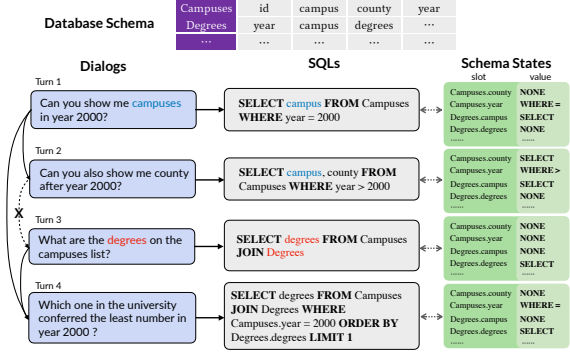 Database Schema
Campuses id campus county year
Degrees year campus degrees ...
... ... ... ... ...
Dialogs
SQLs
Schema States
slot value
Turn 1
Can you show me campuses
in year 2000?
SELECT campus FROM Campuses
WHERE year = 2000
Campuses.county NONE
Campuses.year WHERE =
Degrees.campus SELECT
Degrees.degrees NONE
......
......
Turn 2
Can you also show me county
after year 2000?
SELECT campus, county FROM
Campuses WHERE year > 2000
Campuses.county SELECT
Campuses.year WHERE >
Degrees.campus SELECT
Degrees.degrees NONE
......
......
X
Turn 3
What are the degrees on the
campuses list?
SELECT degrees FROM Campuses
JOIN Degrees
Campuses.county NONE
Campuses.year NONE
Degrees.campus NONE
Degrees.degrees SELECT
......
......
Turn 4
Which one in the university
conferred the least number in
year 2000 ?
SELECT degrees FROM Campuses
JOIN Degrees WHERE
Campuses.year = 2000 ORDER BY
Degrees.degrees LIMIT 1
Campuses.county NONE
Campuses.year WHERE =
Degrees.campus NONE
Degrees.degrees SELECT
......
......